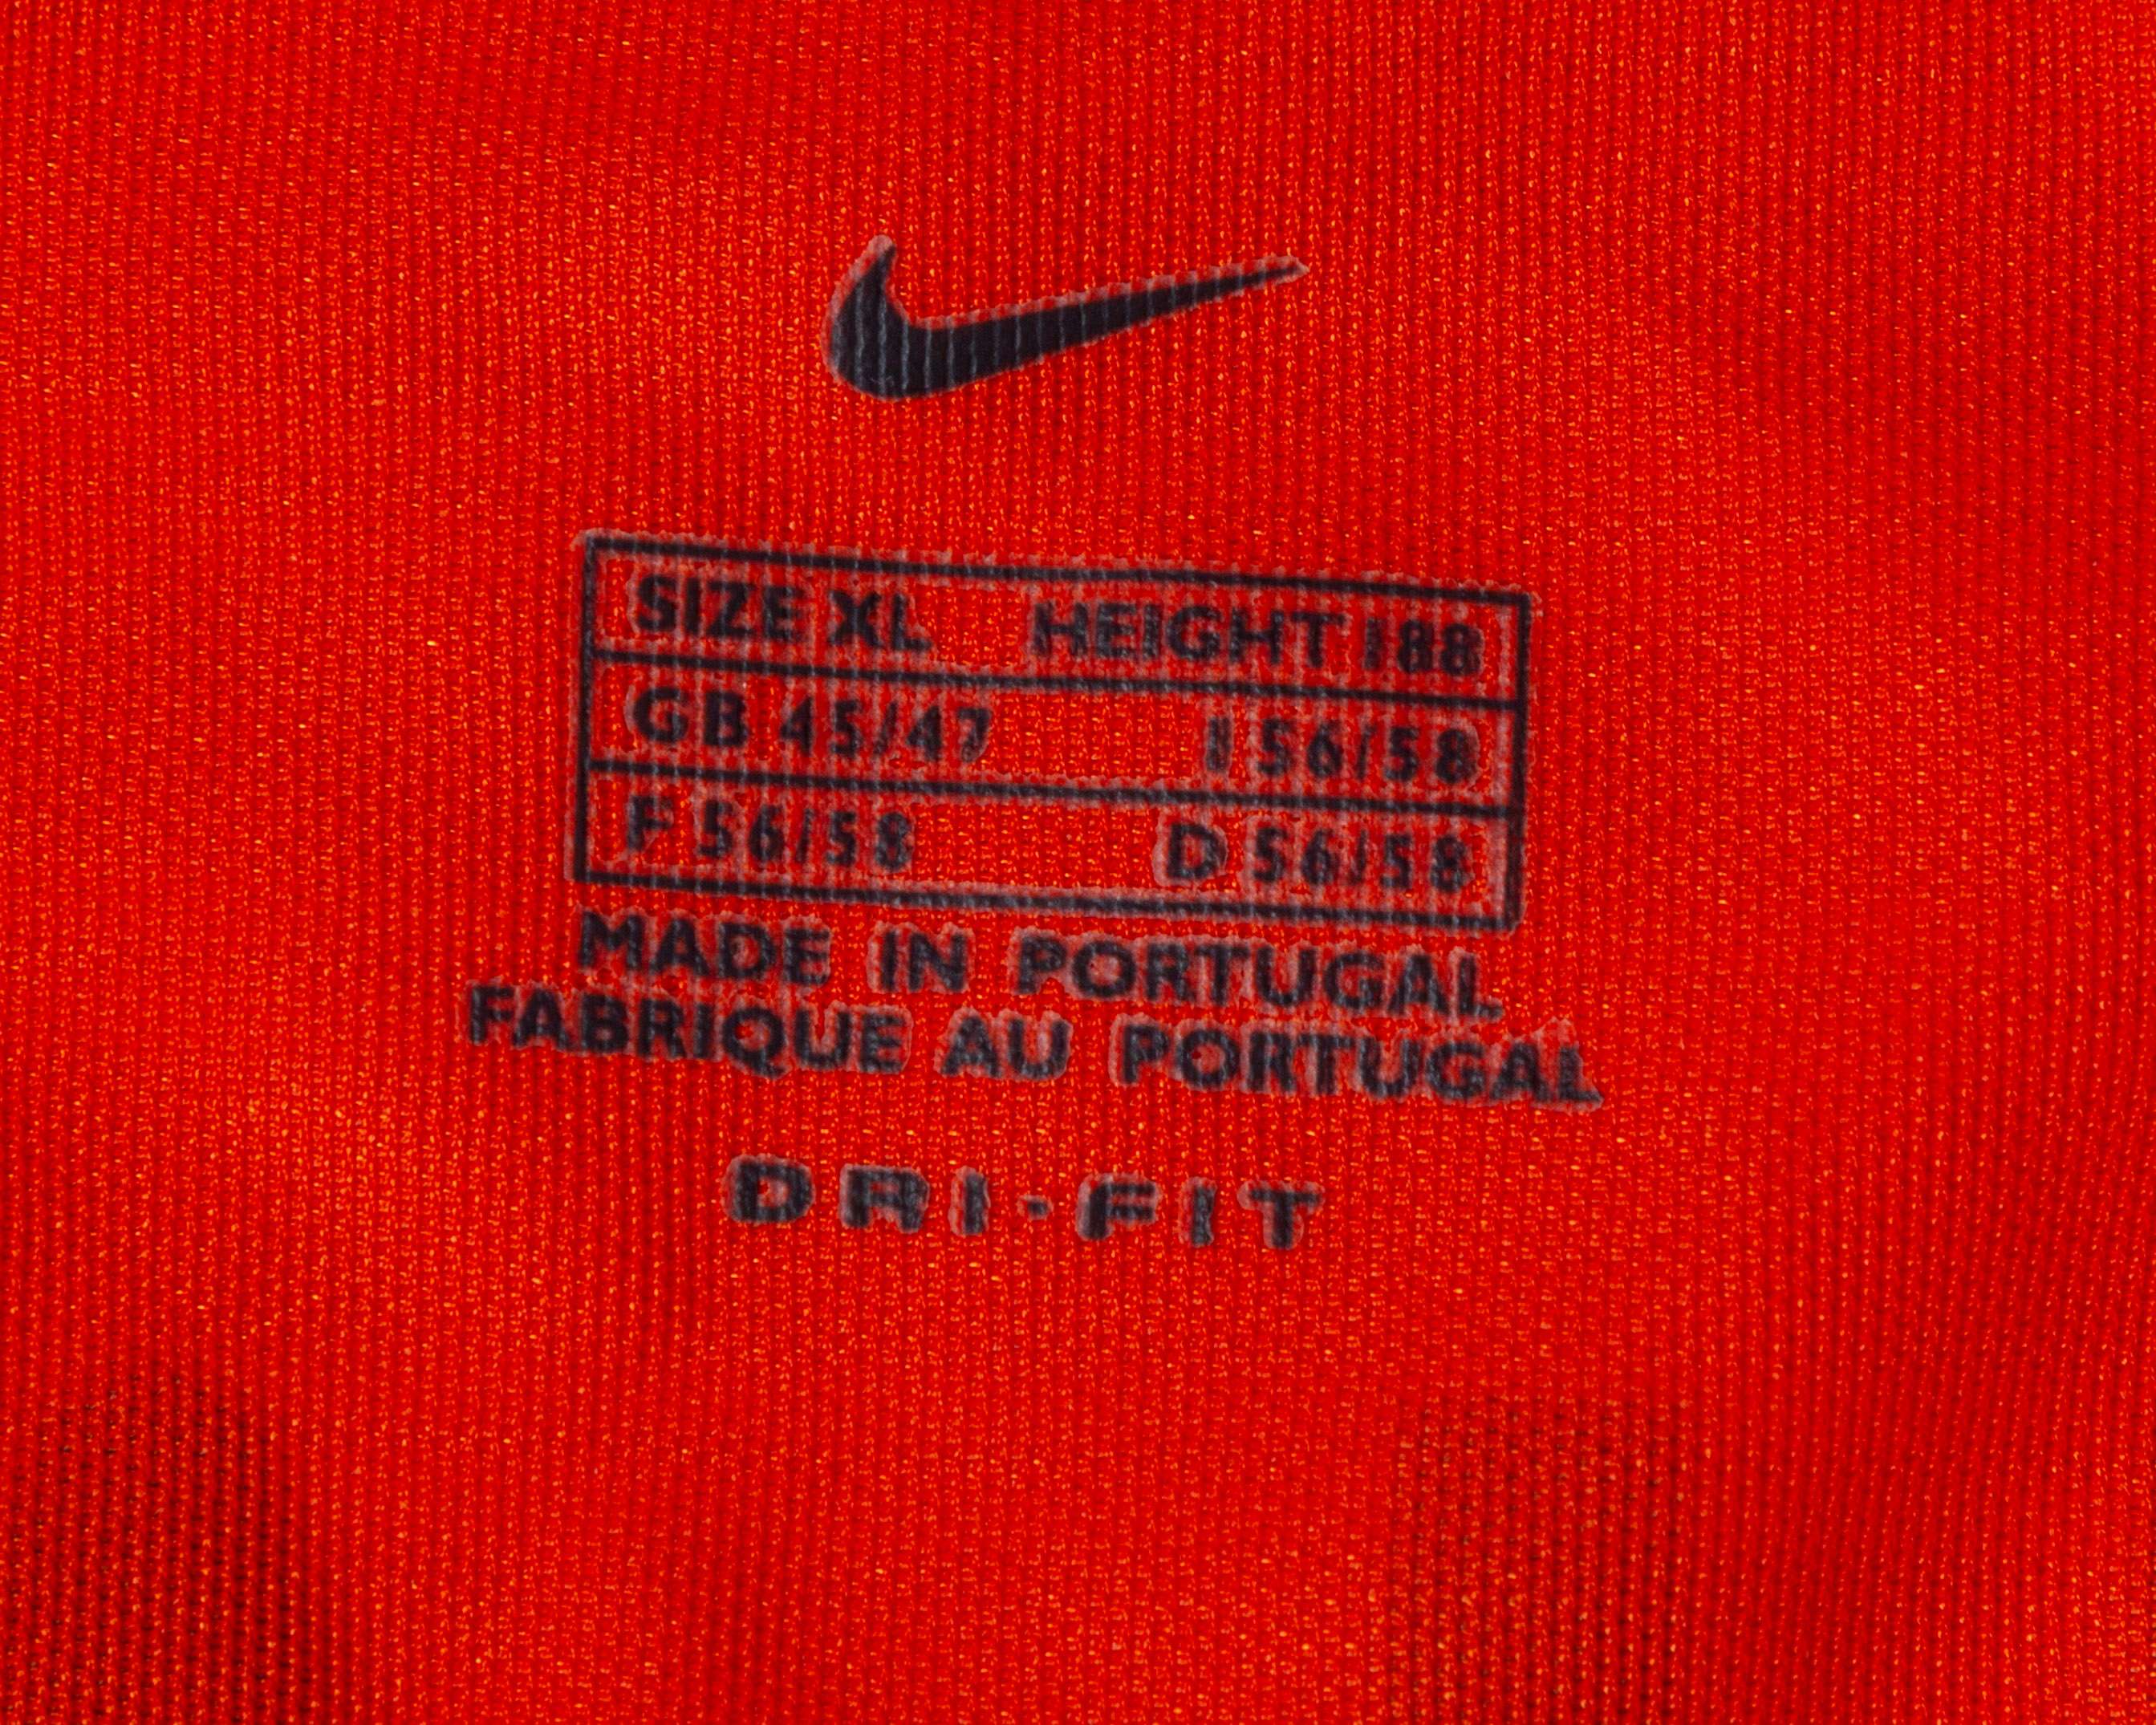 SIZE XL HEIGHT 188
GB 45/47 I 56/58
F 56/58 D 56/58
MADE IN PORTUGAL
FABRIQUE AU PORTUGAL
DRI-FIT